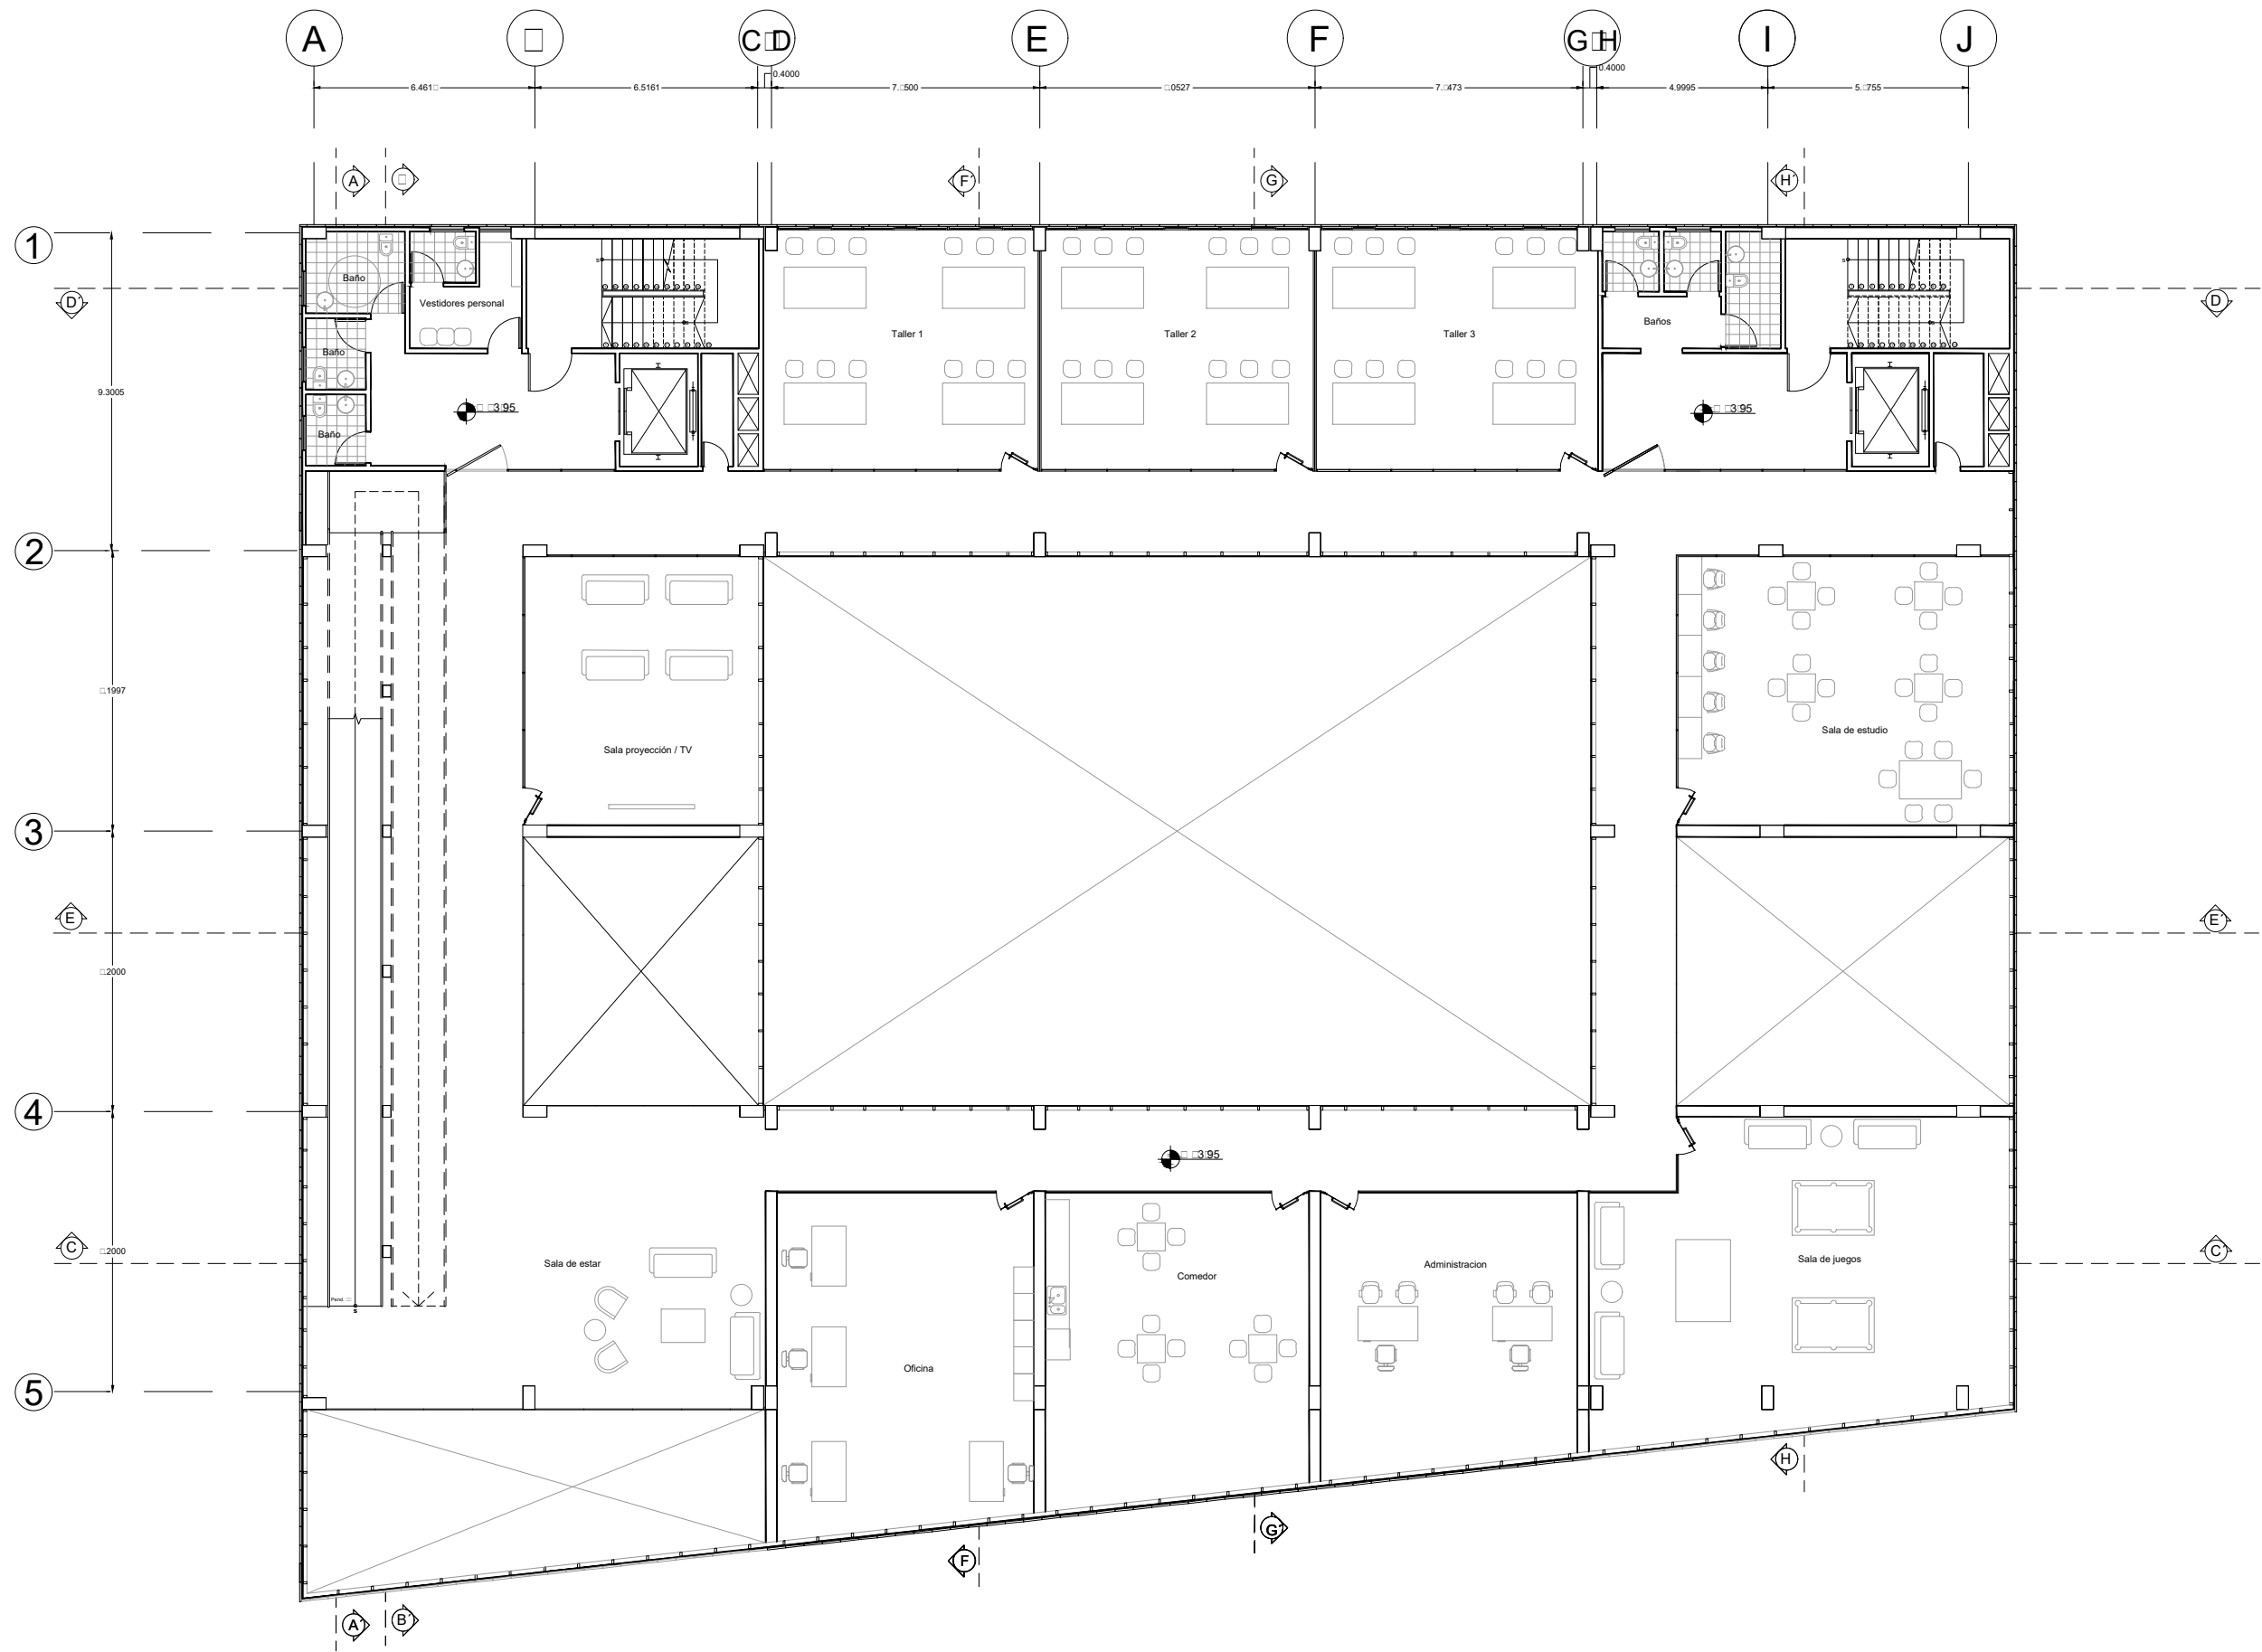 A
□
C□D
E
F
G□H
I
J
0.4000
0.4000
6.461□
6.5161
7.□500
□.0527
7.□473
4.9995
5.□755
A
□
F´
G
H´
1
D´
D
Baño
Vestidores personal
Baño
Baño
s
Taller 1
Taller 2
Taller 3
Baños
s
9.3005
□ □3.95
□ □3.95
2
□.1997
Sala proyección / TV
Sala de estudio
3
E
E´
□.2000
4
□ □3.95
C
C´
□.2000
Sala de estar
Comedor
Administracion
Sala de juegos
Pend. □□
s
Oficina
5
H
G´
F
A´
B´